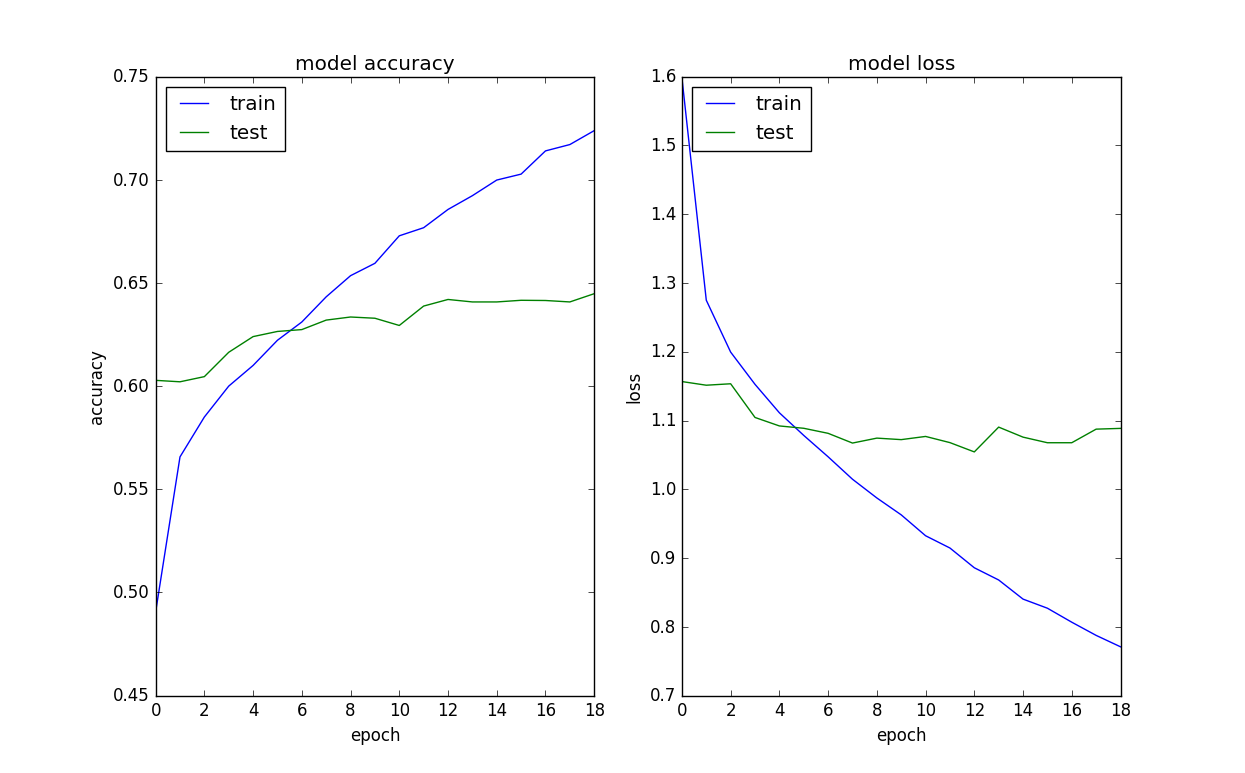 model accuracy
train
test
0.75
0.70
0.65
0.60
0.55
0.50
0.45
accuracy
0 2 4 6 8 10 12 14 16 18
epoch
model loss
train
test
1.6
1.5
1.4
1.3
1.2
1.1
1.0
0.9
0.8
0.7
loss
0 2 4 6 8 10 12 14 16 18
epoch